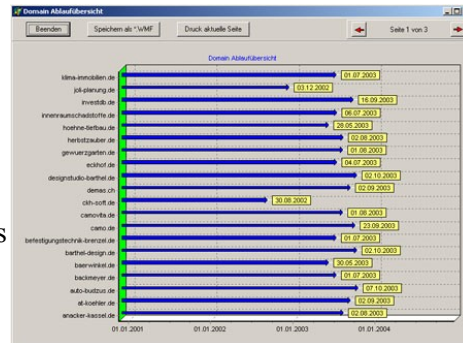 Domain Ablaufübersicht
Beenden Speichern als *.WMF Druck aktuelle Seite Seite 1 von 3
Domain Ablaufübersicht
klima-immobilien.de 01.07.2003
joli-planung.de 03.12.2002
investdb.de 16.09.2003
innenraumschadstoffe.de 06.07.2003
hoehne-tiefbau.de 28.05.2003
herbstzauber.de 02.08.2003
gewuerzgarten.de 01.08.2003
eckhof.de 04.07.2003
designstudio-barthel.de 02.10.2003
demas.ch 02.09.2003
ckh-soft.de 30.08.2002
camovita.de 01.08.2003
camo.de 23.09.2003
befestigungstechnik-brenzel.de 01.07.2003
barthel-design.de 02.10.2003
baerwinkel.de 30.05.2003
backmeyer.de 01.07.2003
auto-budzus.de 07.10.2003
at-koehler.de 02.09.2003
anacker-kassel.de 02.08.2003
01.01.2001 01.01.2002 01.01.2003 01.01.2004
s